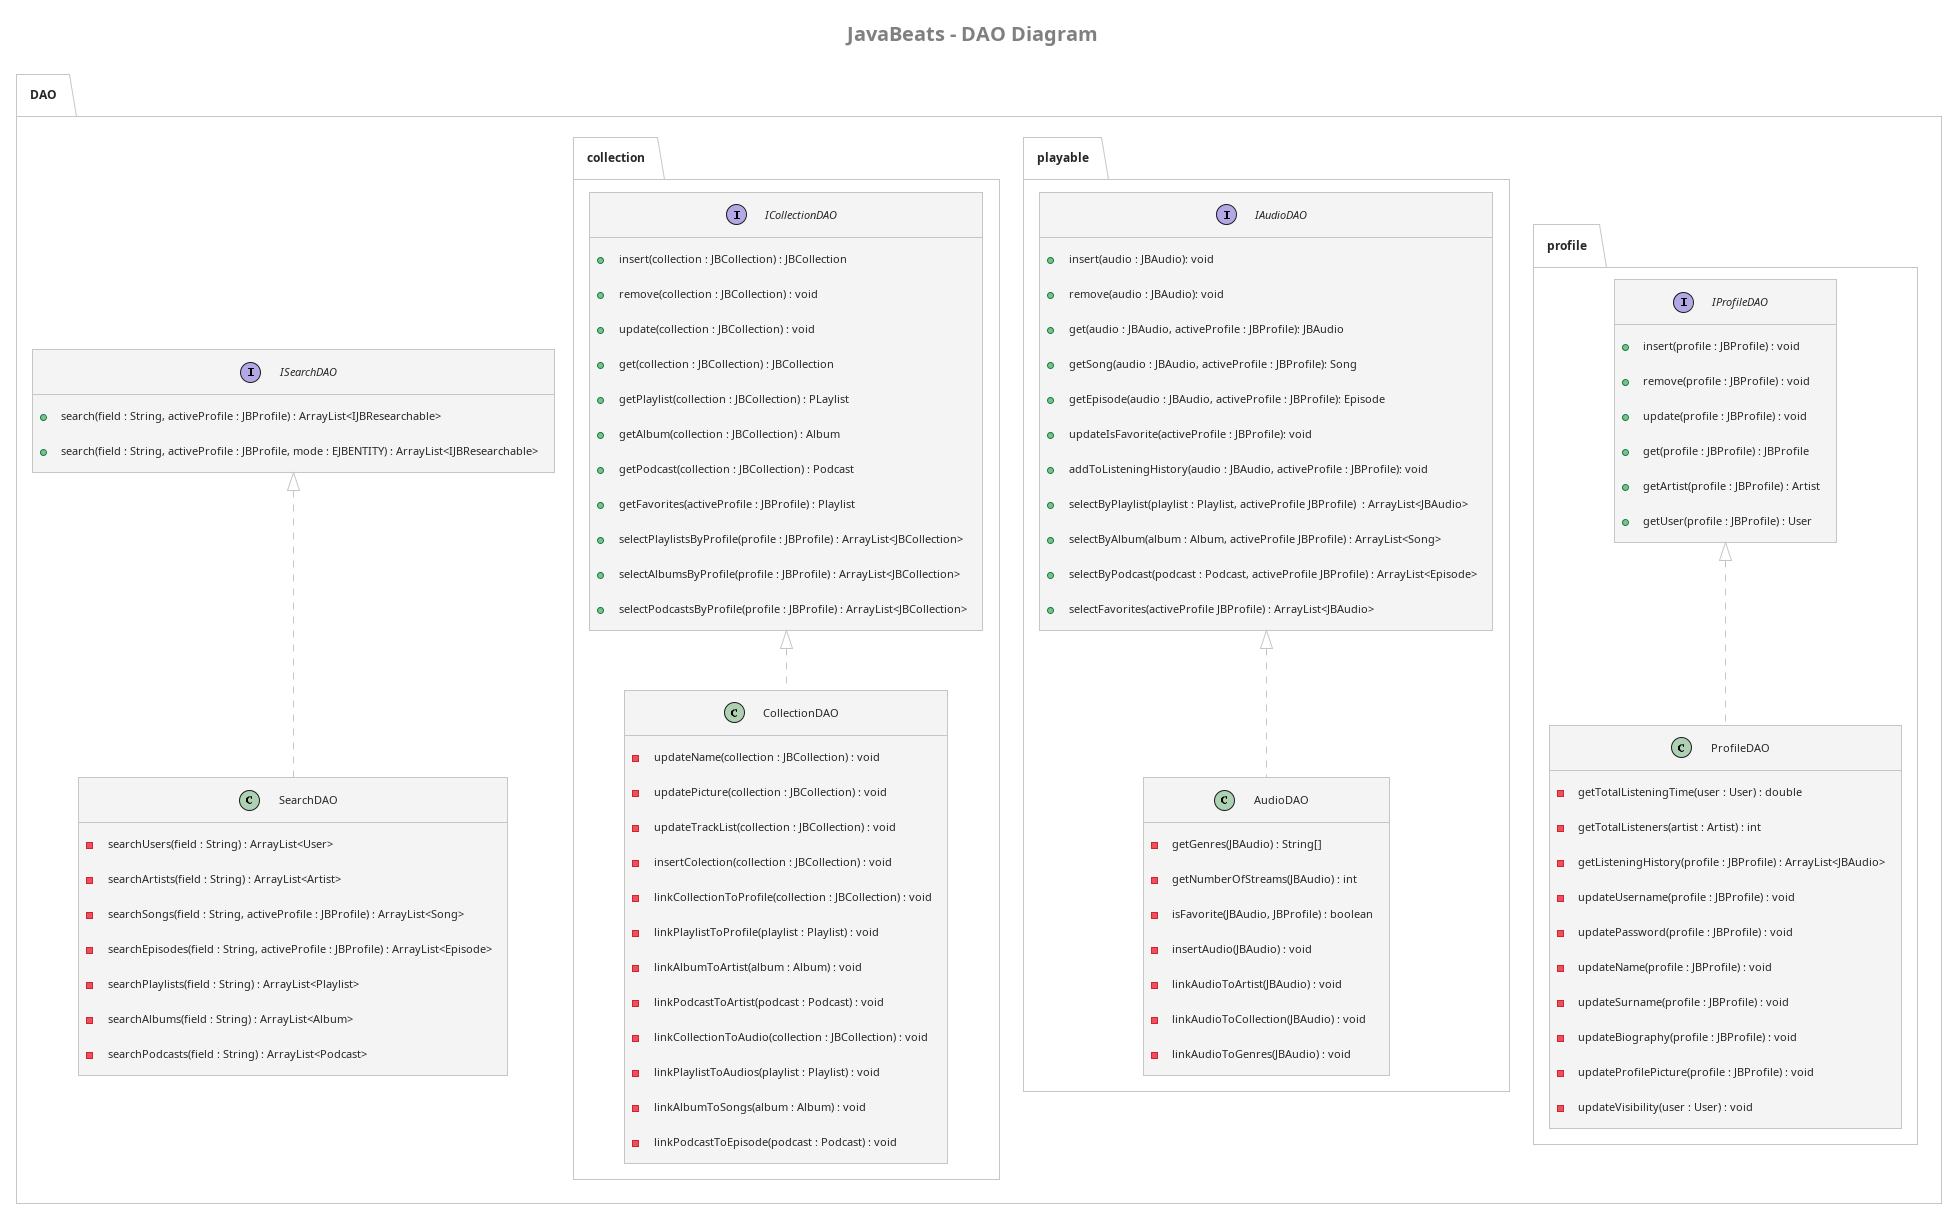 JavaBeats - DAO Diagram
DAO
ISearchDAO
search(field : String, activeProfile : JBProfile) : ArrayList<IJBResearchable>
search(field : String, activeProfile : JBProfile, mode : EJBENTITY) : ArrayList<IJBResearchable>
SearchDAO
searchUsers(field : String) : ArrayList<User>
searchArtists(field : String) : ArrayList<Artist>
searchSongs(field : String, activeProfile : JBProfile) : ArrayList<Song>
searchEpisodes(field : String, activeProfile : JBProfile) : ArrayList<Episode>
searchPlaylists(field : String) : ArrayList<Playlist>
searchAlbums(field : String) : ArrayList<Album>
searchPodcasts(field : String) : ArrayList<Podcast>
collection
ICollectionDAO
insert(collection : JBCollection) : JBCollection
remove(collection : JBCollection) : void
update(collection : JBCollection) : void
get(collection : JBCollection) : JBCollection
getPlaylist(collection : JBCollection) : PLaylist
getAlbum(collection : JBCollection) : Album
getPodcast(collection : JBCollection) : Podcast
getFavorites(activeProfile : JBProfile) : Playlist
selectPlaylistsByProfile(profile : JBProfile) : ArrayList<JBCollection>
selectAlbumsByProfile(profile : JBProfile) : ArrayList<JBCollection>
selectPodcastsByProfile(profile : JBProfile) : ArrayList<JBCollection>
CollectionDAO
updateName(collection : JBCollection) : void
updatePicture(collection : JBCollection) : void
updateTrackList(collection : JBCollection) : void
insertColection(collection : JBCollection) : void
linkCollectionToProfile(collection : JBCollection) : void
linkPlaylistToProfile(playlist : Playlist) : void
linkAlbumToArtist(album : Album) : void
linkPodcastToArtist(podcast : Podcast) : void
linkCollectionToAudio(collection : JBCollection) : void
linkPlaylistToAudios(playlist : Playlist) : void
linkAlbumToSongs(album : Album) : void
linkPodcastToEpisode(podcast : Podcast) : void
playable
IAudioDAO
insert(audio : JBAudio): void
remove(audio : JBAudio): void
get(audio : JBAudio, activeProfile : JBProfile): JBAudio
getSong(audio : JBAudio, activeProfile : JBProfile): Song
getEpisode(audio : JBAudio, activeProfile : JBProfile): Episode
updateIsFavorite(activeProfile : JBProfile): void
addToListeningHistory(audio : JBAudio, activeProfile : JBProfile): void
selectByPlaylist(playlist : Playlist, activeProfile JBProfile)  : ArrayList<JBAudio>
selectByAlbum(album : Album, activeProfile JBProfile) : ArrayList<Song>
selectByPodcast(podcast : Podcast, activeProfile JBProfile) : ArrayList<Episode>
selectFavorites(activeProfile JBProfile) : ArrayList<JBAudio>
AudioDAO
getGenres(JBAudio) : String[]
getNumberOfStreams(JBAudio) : int
isFavorite(JBAudio, JBProfile) : boolean
insertAudio(JBAudio) : void
linkAudioToArtist(JBAudio) : void
linkAudioToCollection(JBAudio) : void
linkAudioToGenres(JBAudio) : void
profile
IProfileDAO
insert(profile : JBProfile) : void
remove(profile : JBProfile) : void
update(profile : JBProfile) : void
get(profile : JBProfile) : JBProfile
getArtist(profile : JBProfile) : Artist
getUser(profile : JBProfile) : User
ProfileDAO
getTotalListeningTime(user : User) : double
getTotalListeners(artist : Artist) : int
getListeningHistory(profile : JBProfile) : ArrayList<JBAudio>
updateUsername(profile : JBProfile) : void
updatePassword(profile : JBProfile) : void
updateName(profile : JBProfile) : void
updateSurname(profile : JBProfile) : void
updateBiography(profile : JBProfile) : void
updateProfilePicture(profile : JBProfile) : void
updateVisibility(user : User) : void